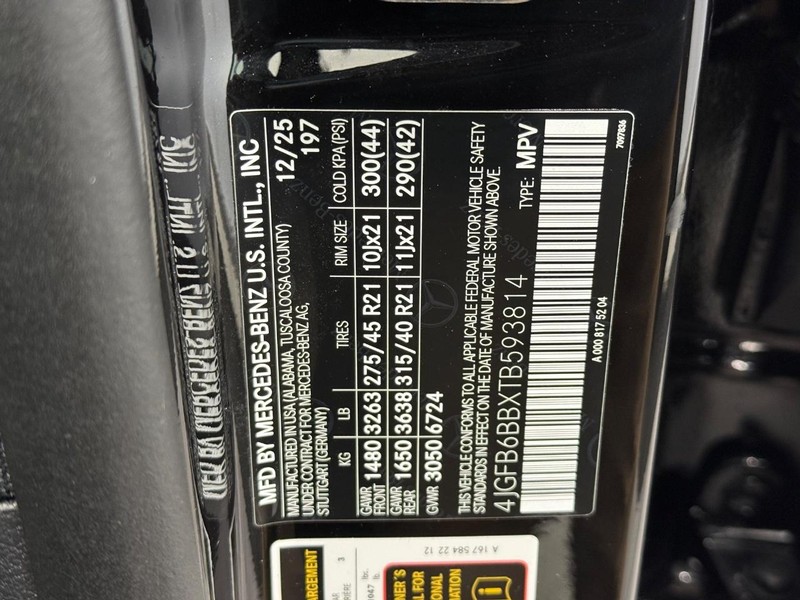 MFD BY MERCEDES-BENZ U.S. INTL., INC
MANUFACTURED IN USA (ALABAMA, TUSCALOOSA COUNTY) 12/25
UNDER CONTRACT FOR MERCEDES-BENZ AG, 197
STUTTGART (GERMANY)
KG LB TIRES RIM SIZE COLD KPA (PSI)
GAWR FRONT 1480 3263 275/45 R21 10Jx21 300(44)
GAWR REAR 1650 3638 315/40 R21 11Jx21 290(42)
GVWR 3050 6724
THIS VEHICLE CONFORMS TO ALL APPLICABLE FEDERAL MOTOR VEHICLE SAFETY
STANDARDS IN EFFECT ON THE DATE OF MANUFACTURE SHOWN ABOVE.
4JGFB6BBXTB593814 TYPE: MPV
A 000 817 52 04
7097836
A 167 584 22 12